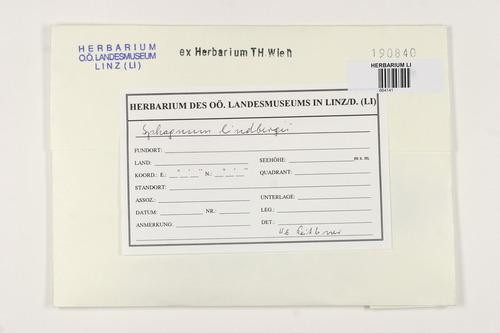 HERBARIUM
O.Ö. LANDESMUSEUM
LINZ (LI)
ex Herbarium TH.Wien
190840
HERBARIUM LI
004141
HERBARIUM DES OÖ. LANDESMUSEUMS IN LINZ/D. (LI)
Sphagnum lindbergii
FUNDORT:
LAND: SEEHÖHE: m s. m.
KOORD.: E: ° ' " N.: ° ' " QUADRANT:
STANDORT:
ASSOZ.: UNTERLAGE:
DATUM: NR.: LEG.:
ANMERKUNG: DET.: